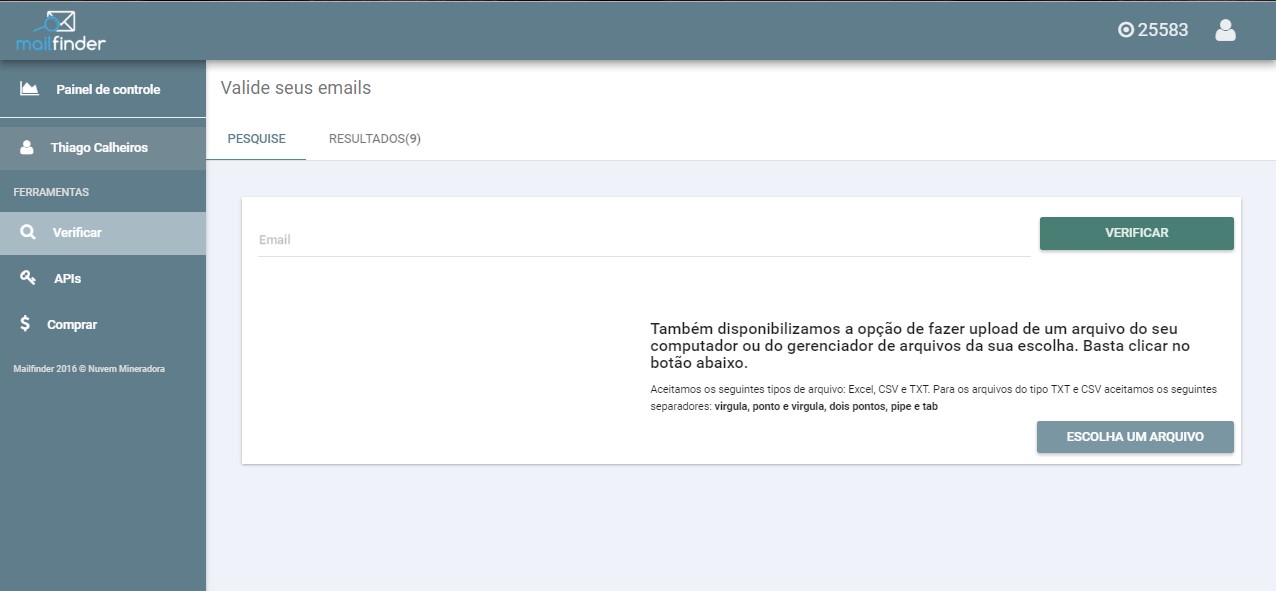 mailfinder
25583
Painel de controle
Thiago Calheiros
FERRAMENTAS
Verificar
APIs
Comprar
Mailfinder 2016 © Nuvem Mineradora
Valide seus emails
PESQUISE
RESULTADOS(9)
Email
VERIFICAR
Também disponibilizamos a opção de fazer upload de um arquivo do seu
computador ou do gerenciador de arquivos da sua escolha. Basta clicar no
botão abaixo.
Aceitamos os seguintes tipos de arquivo: Excel, CSV e TXT. Para os arquivos do tipo TXT e CSV aceitamos os seguintes
separadores: virgula, ponto e virgula, dois pontos, pipe e tab
ESCOLHA UM ARQUIVO